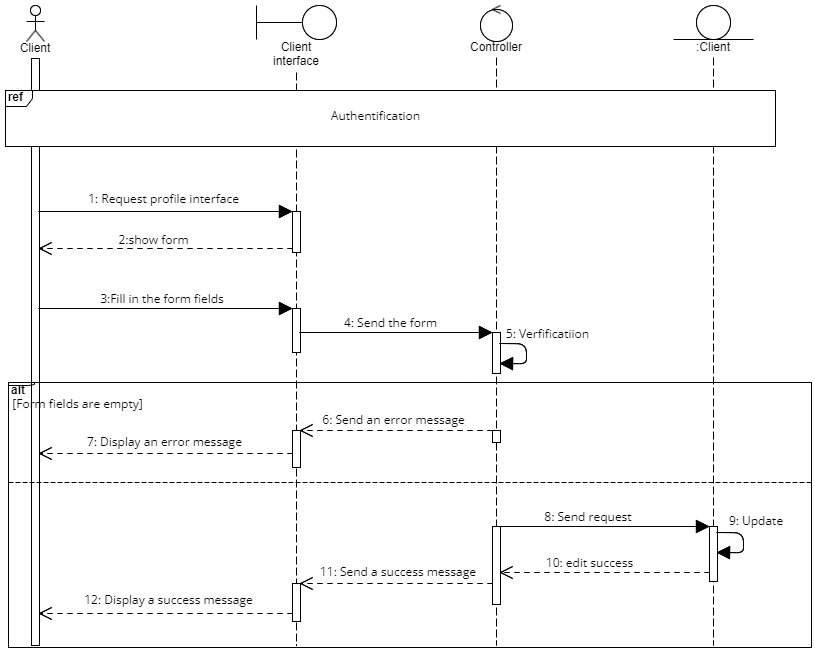 Client
Client
interface
Controller
:Client
ref
Authentification
1: Request profile interface
2:show form
3:Fill in the form fields
4: Send the form
5: Verfificatiion
alt
[Form fields are empty]
6: Send an error message
7: Display an error message
8: Send request
9: Update
10: edit success
11: Send a success message
12: Display a success message